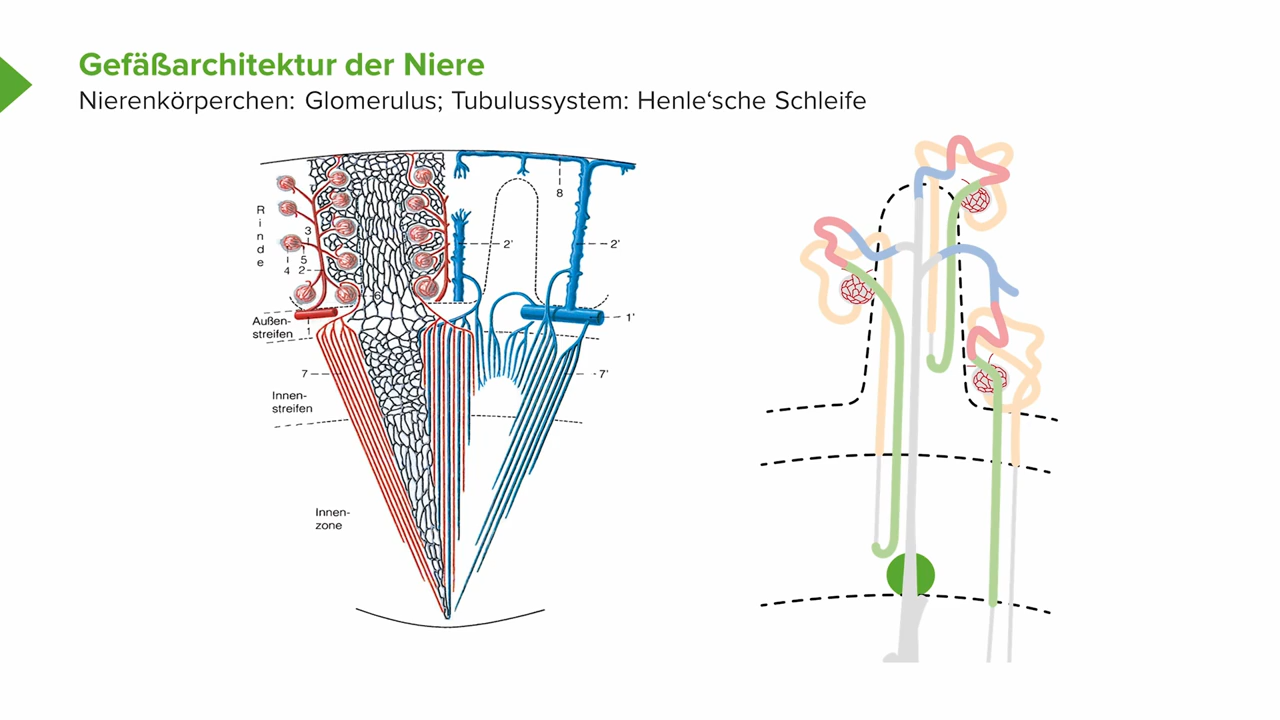 Gefäßarchitektur der Niere
Nierenkörperchen: Glomerulus; Tubulussystem: Henle‘sche Schleife
R
i
n
d
e
3
5
4
2
6
8
2'
2'
Außen-
streifen
1
1'
7
7'
Innen-
streifen
Innen-
zone